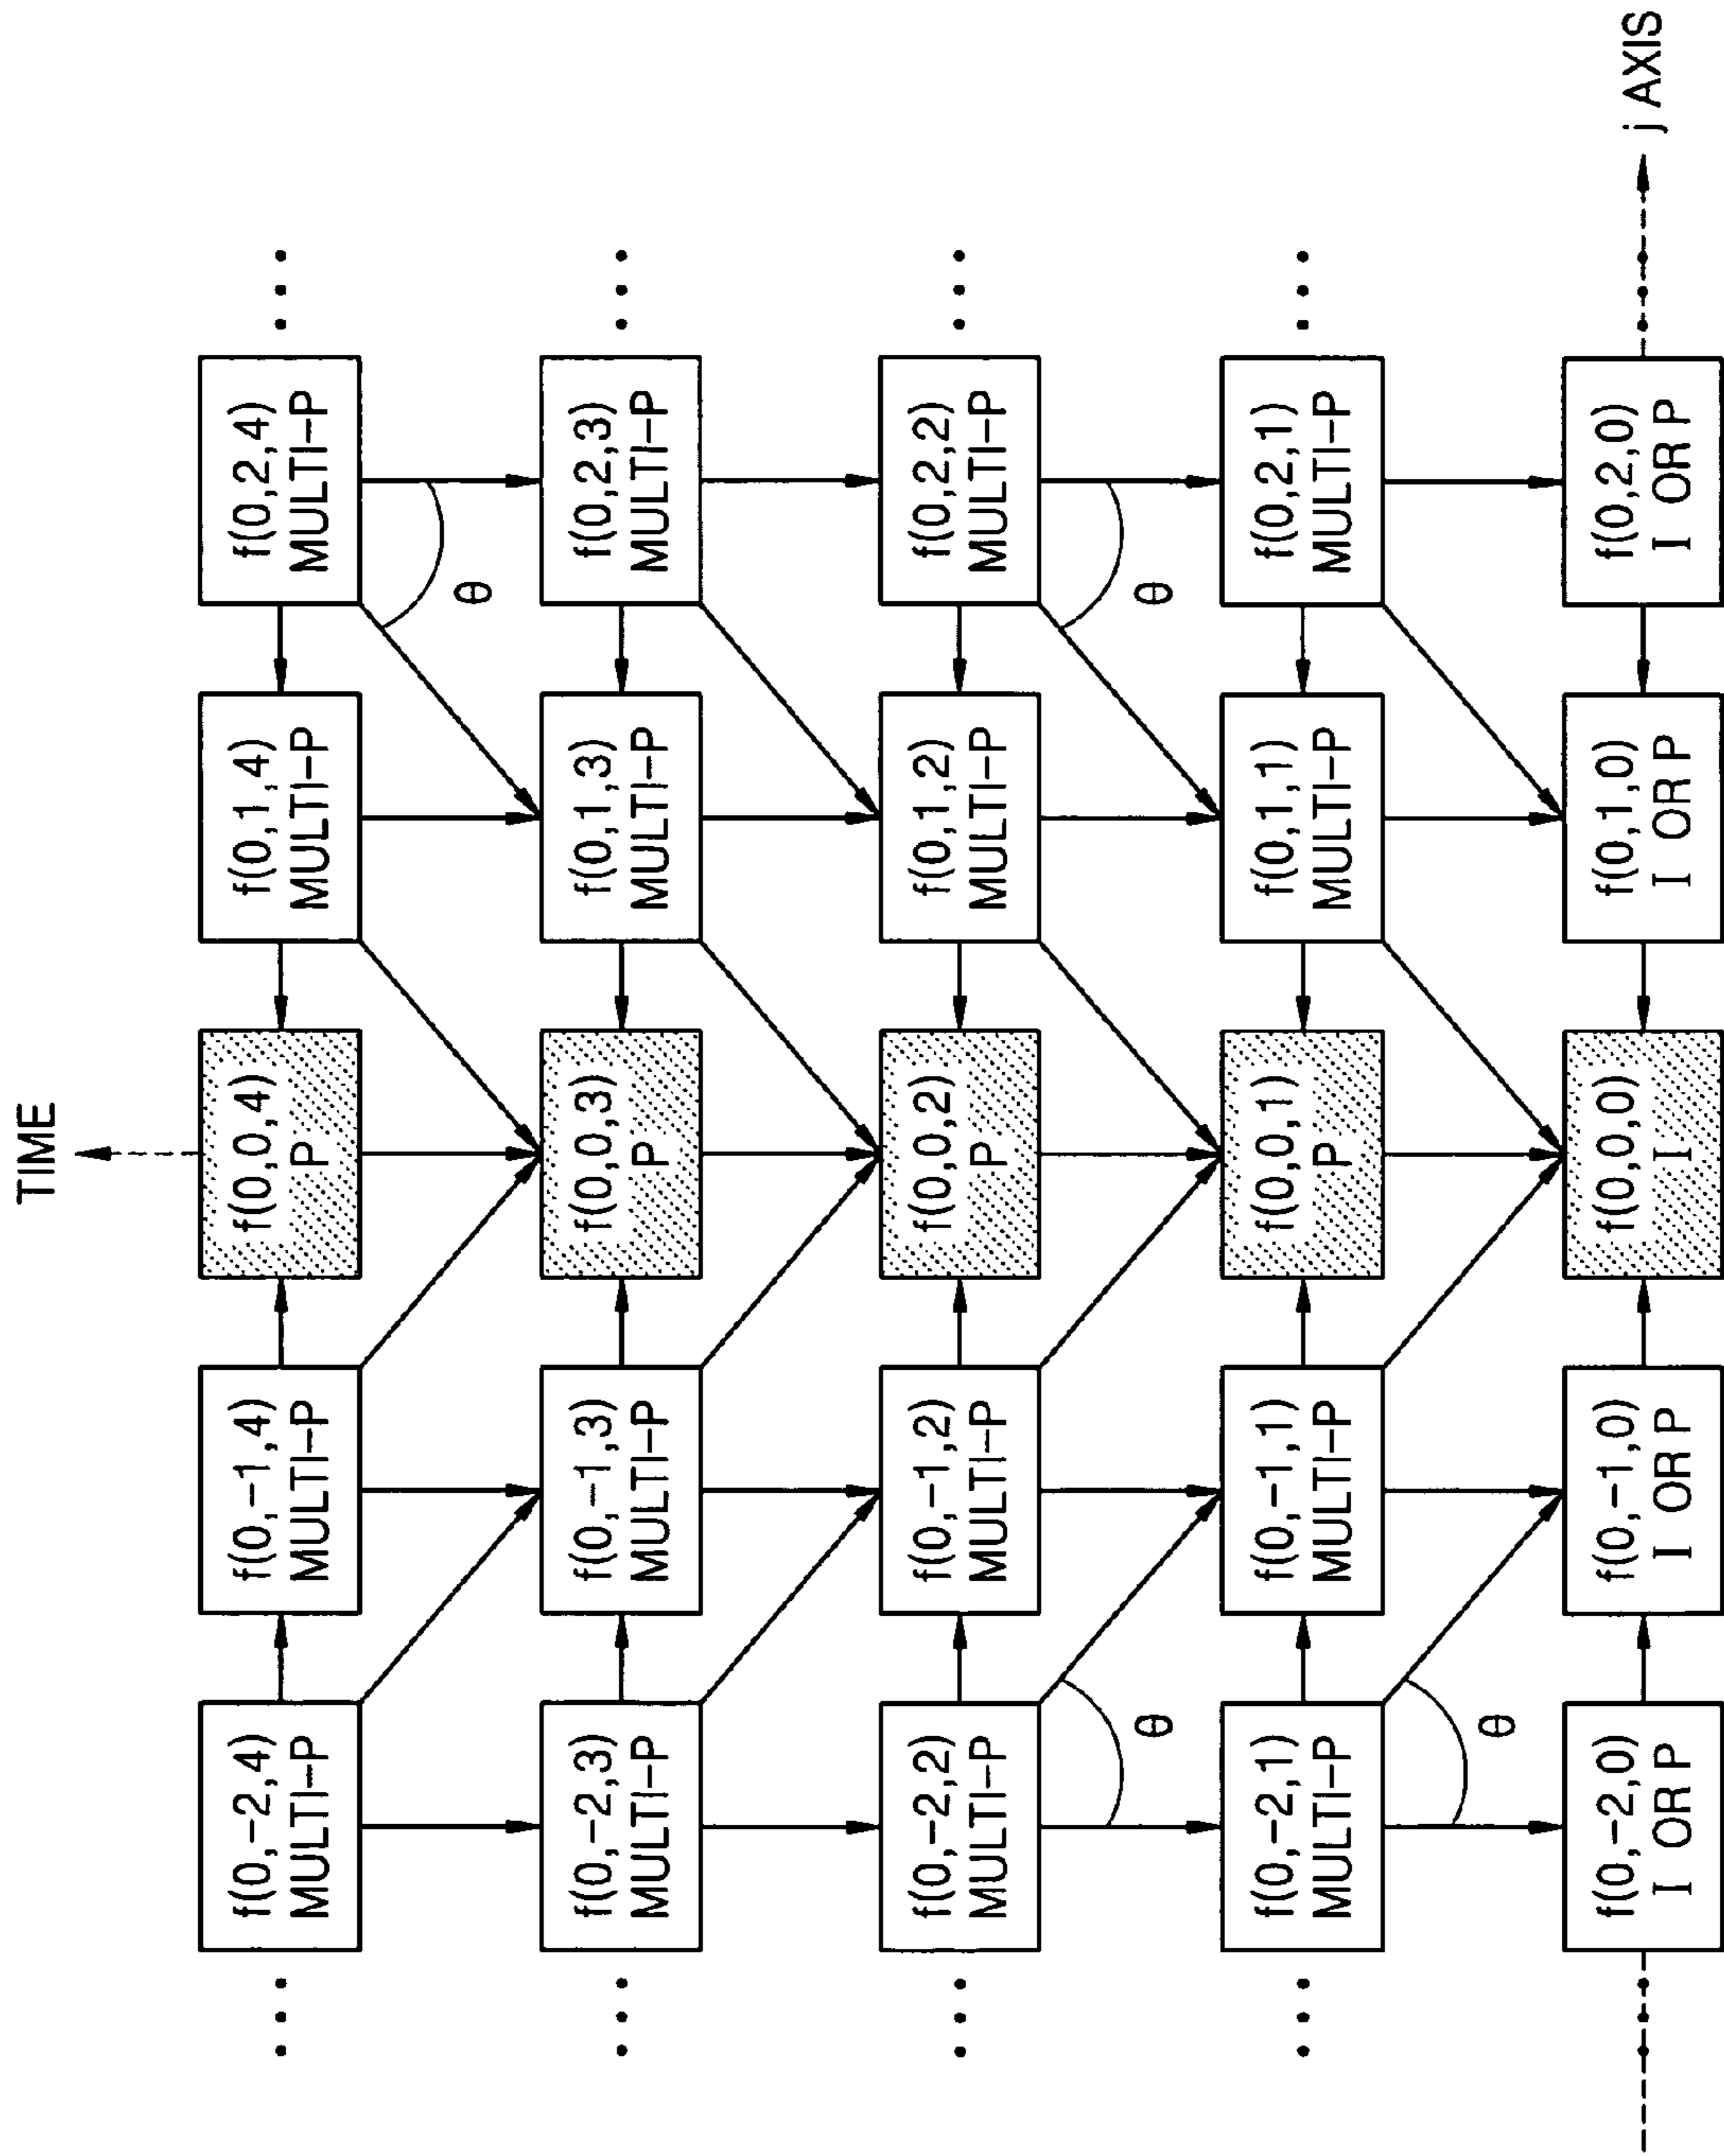 TIME
f(0,-2,4)
MULTI-P
f(0,-1,4)
MULTI-P
f(0,0,4)
P
f(0,1,4)
MULTI-P
f(0,2,4)
MULTI-P
θ
f(0,-2,3)
MULTI-P
f(0,-1,3)
MULTI-P
f(0,0,3)
P
f(0,1,3)
MULTI-P
f(0,2,3)
MULTI-P
f(0,-2,2)
MULTI-P
f(0,-1,2)
MULTI-P
f(0,0,2)
P
f(0,1,2)
MULTI-P
f(0,2,2)
MULTI-P
θ
θ
f(0,-2,1)
MULTI-P
f(0,-1,1)
MULTI-P
f(0,0,1)
P
f(0,1,1)
MULTI-P
f(0,2,1)
MULTI-P
θ
f(0,-2,0)
I OR P
f(0,-1,0)
I OR P
f(0,0,0)
I
f(0,1,0)
I OR P
f(0,2,0)
I OR P
j AXIS